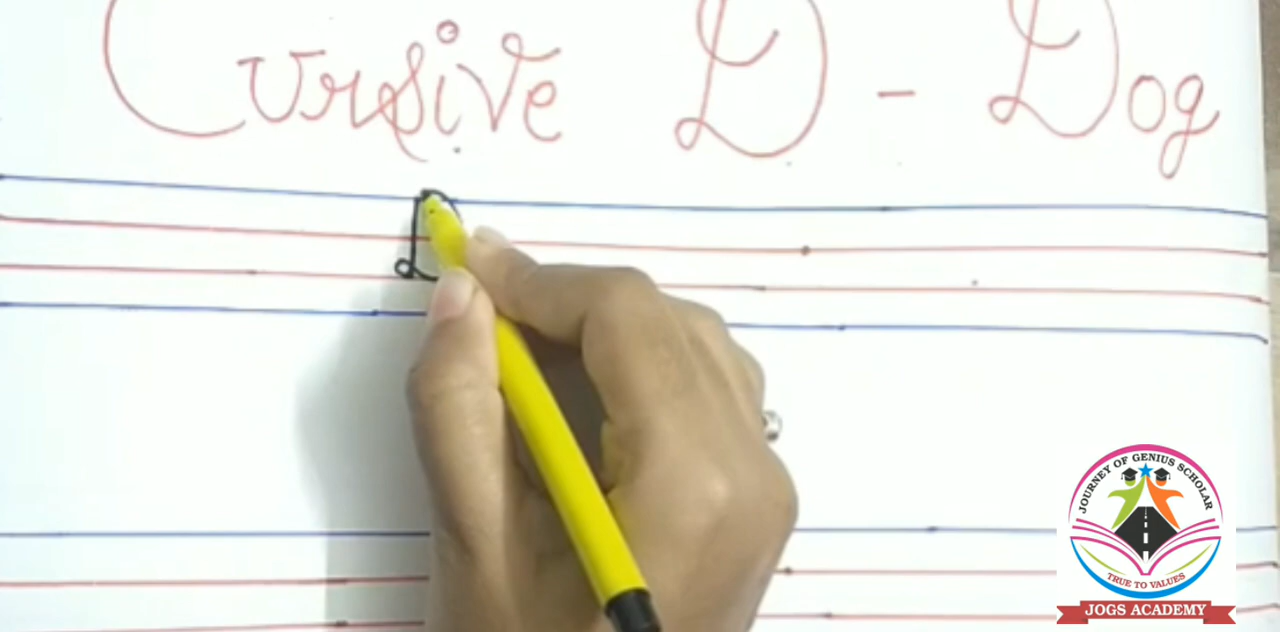 Cursive D - Dog
D
JOURNEY OF GENIUS SCHOLAR
TRUE TO VALUES
JOGS ACADEMY